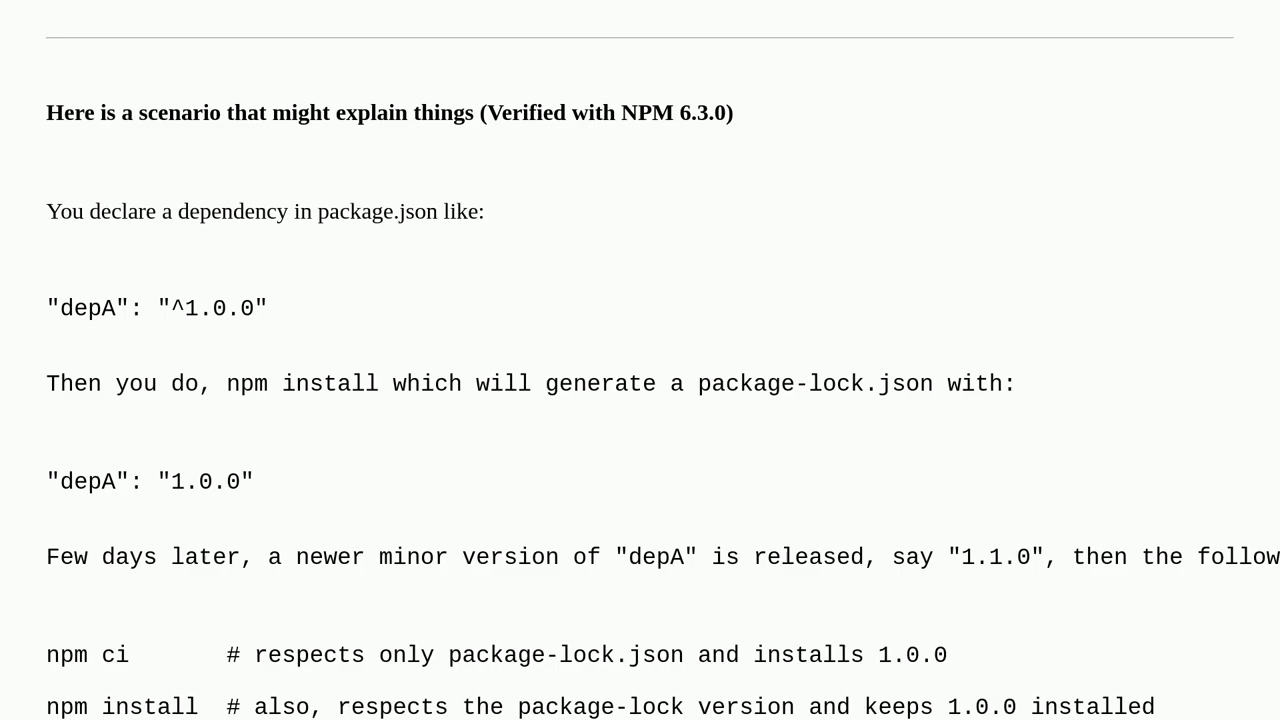 Here is a scenario that might explain things (Verified with NPM 6.3.0)
You declare a dependency in package.json like:
"depA": "^1.0.0"
Then you do, npm install which will generate a package-lock.json with:
"depA": "1.0.0"
Few days later, a newer minor version of "depA" is released, say "1.1.0", then the follow
npm ci       # respects only package-lock.json and installs 1.0.0
npm install  # also, respects the package-lock version and keeps 1.0.0 installed